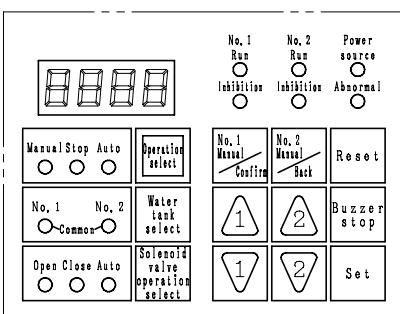 No. 1 No. 2 Power
Run Run source
Inhibition Inhibition Abnormal
8888
Manual Stop Auto
Operation
select
No. 1
Manual
Confirm
No. 2
Manual
Back
Reset
No. 1 No. 2
Common
Water
tank
select
1
2
Buzzer
stop
Open Close Auto
Solenoid
valve
operation
select
1
2
Set